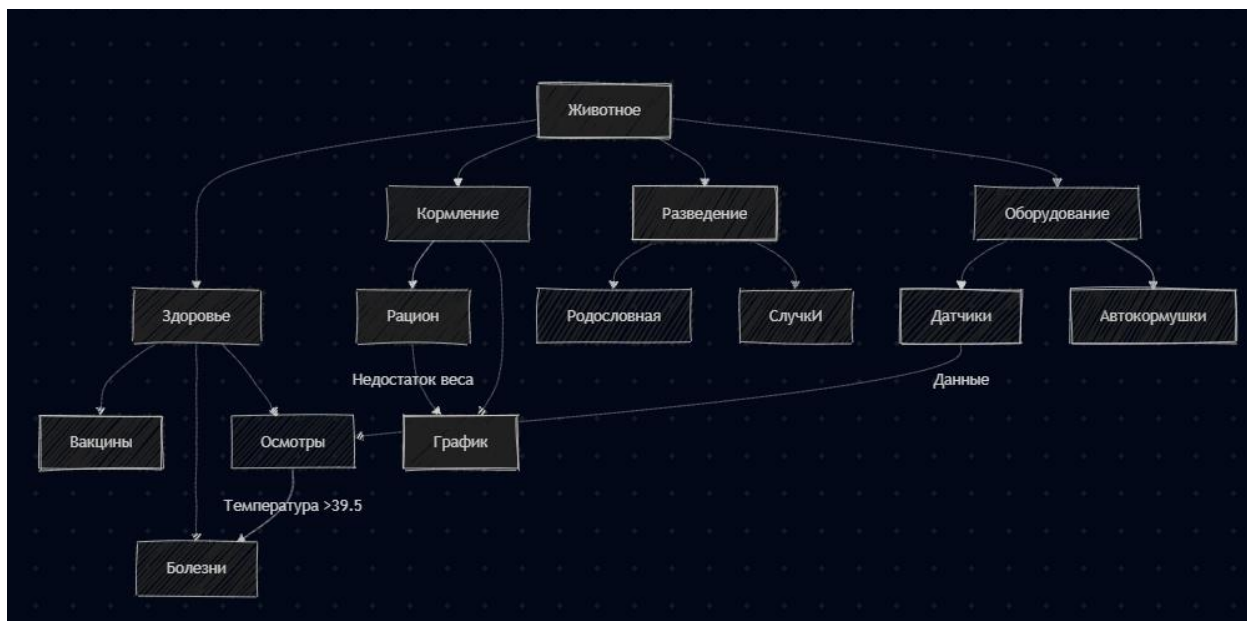 Животное
Кормление
Разведение
Оборудование
Здоровье
Рацион
Родословная
СлучкИ
Датчики
Автокормушки
Недостаток веса
Данные
Вакцины
Осмотры
График
Температура >39.5
Болезни